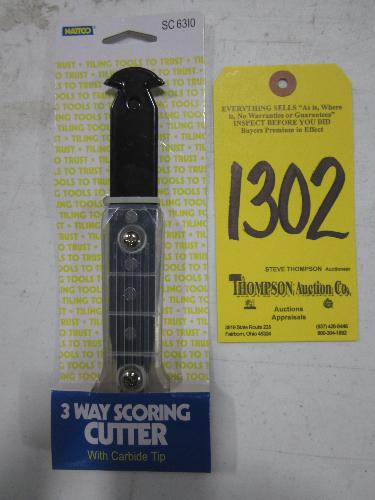 NATTCO
SC 6310
TILING TOOLS TO TRUST
3 WAY SCORING
CUTTER
With Carbide Tip
EVERYTHING SELLS "As is, Where
is, No Warranties or Guarantees"
INSPECT BEFORE YOU BID
Buyers Premium in Effect
1302
STEVE THOMPSON Auctioneer
THOMPSON Auction Co.
Auctions
Appraisals
Fairborn, Ohio 45324